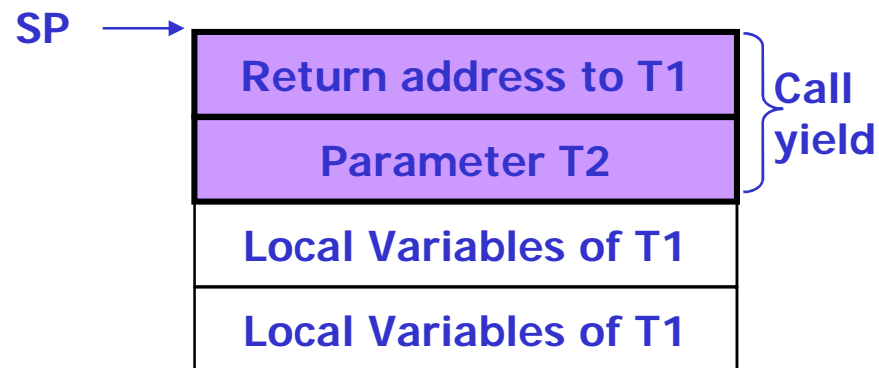 SP
Return address to T1
Parameter T2
Call
yield
Local Variables of T1
Local Variables of T1